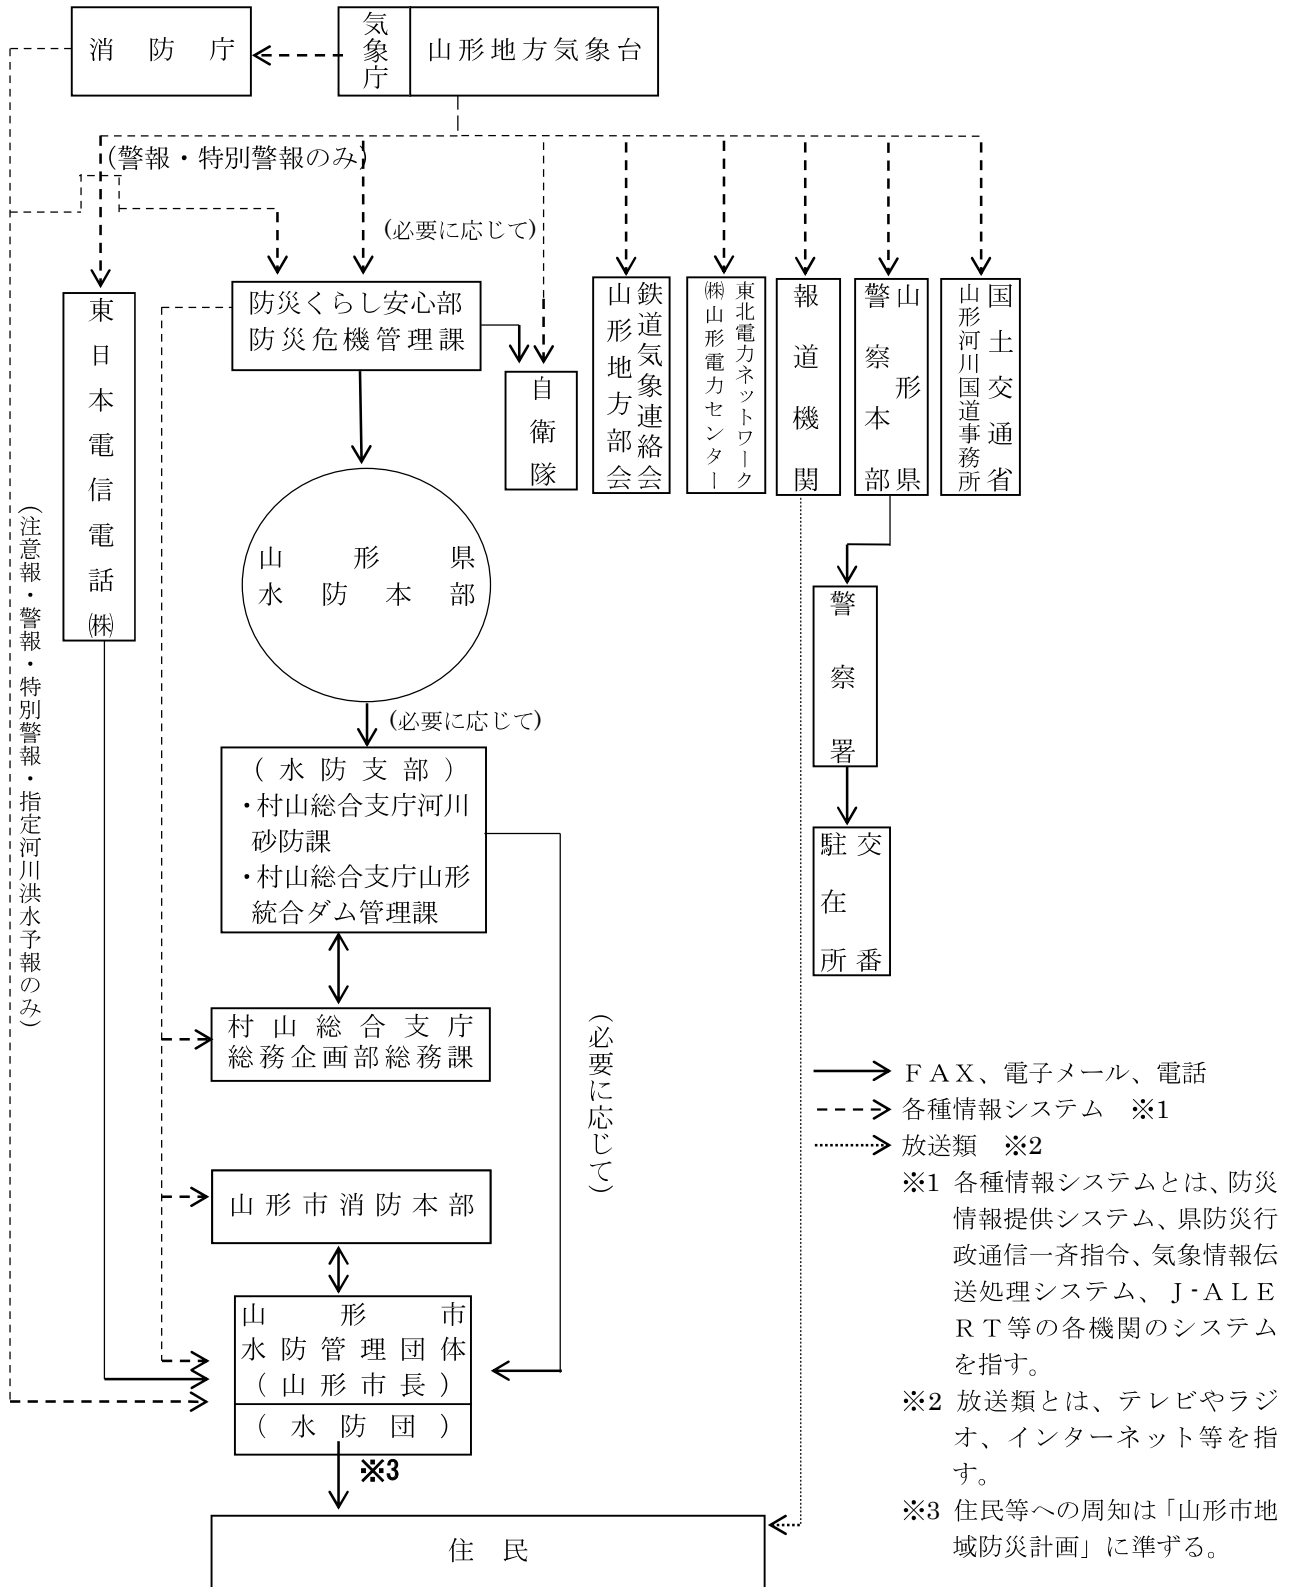 消防庁
気象庁
山形地方気象台
(警報・特別警報のみ)
(必要に応じて)
東日本電信電話㈱
防災くらし安心部
防災危機管理課
自衛隊
鉄道気象連絡会
山形地方部会
東北電力ネットワーク
㈱山形電力センター
報道機関
山形県
警察本部
国土交通省
山形河川国道事務所
(注意報・警報・特別警報・指定河川洪水予報のみ)
山形県
水防本部
警察署
(必要に応じて)
(水防支部)
・村山総合支庁河川
砂防課
・村山総合支庁山形
統合ダム管理課
交番
駐在所
村山総合支庁
総務企画部総務課
(必要に応じて)
山形市消防本部
山形市
水防管理団体
(山形市長)
(水防団)
※3
住民
ＦＡＸ、電子メール、電話
各種情報システム ※1
放送類 ※2
※1 各種情報システムとは、防災
情報提供システム、県防災行
政通信一斉指令、気象情報伝
送処理システム、Ｊ-ＡＬＥ
ＲＴ等の各機関のシステム
を指す。
※2 放送類とは、テレビやラジ
オ、インターネット等を指
す。
※3 住民等への周知は「山形市地
域防災計画」に準ずる。